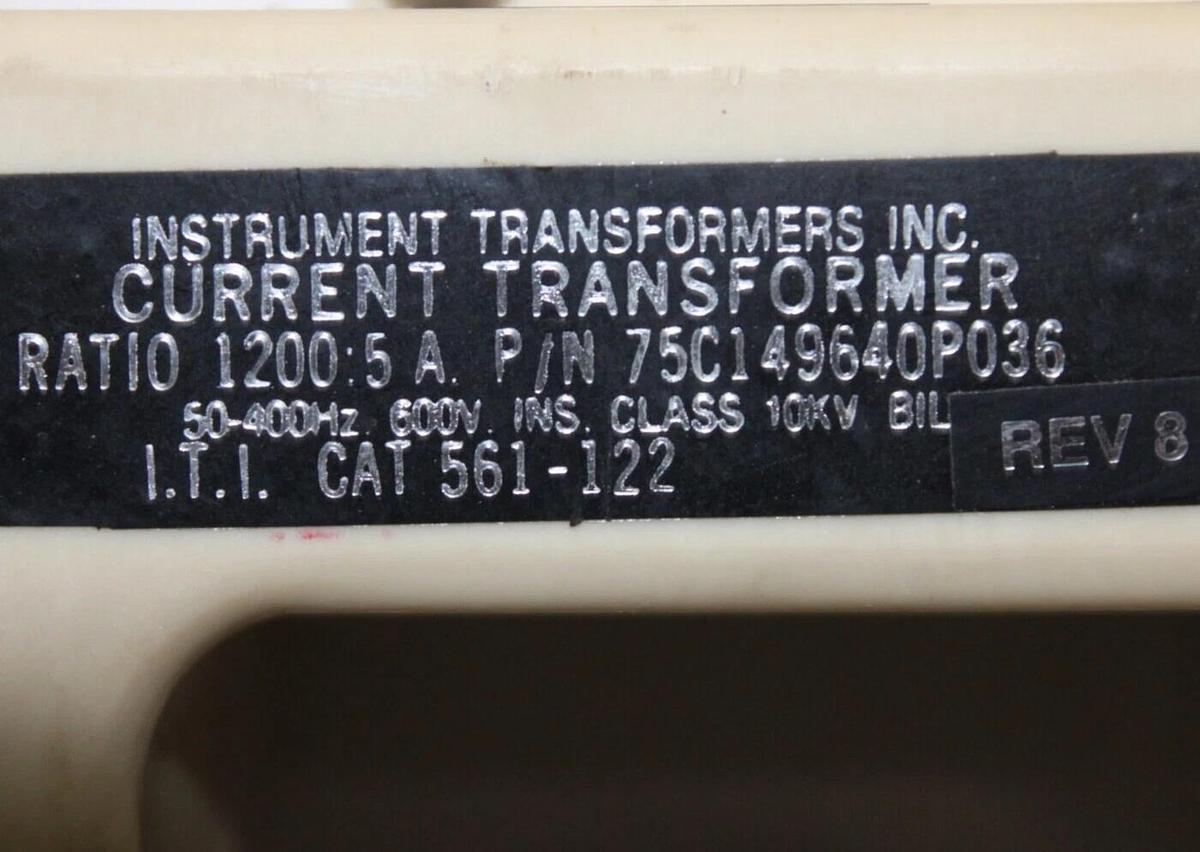 INSTRUMENT TRANSFORMERS INC.
CURRENT TRANSFORMER
RATIO 1200:5 A. P/N 75C149640P036
50-400Hz. 600V. INS. CLASS 10KV BIL
REV 8
I.T.I. CAT 561-122